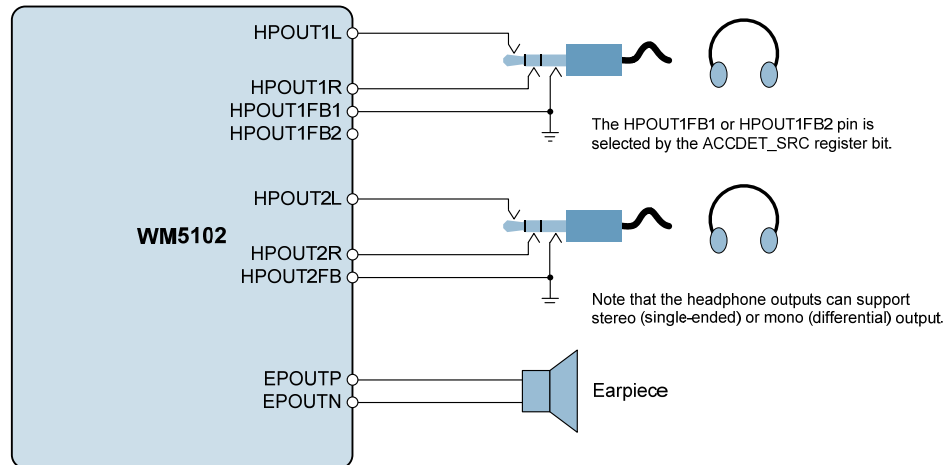 HPOUT1L
HPOUT1R
HPOUT1FB1
HPOUT1FB2
The HPOUT1FB1 or HPOUT1FB2 pin is
selected by the ACCDET_SRC register bit.
HPOUT2L
WM5102
HPOUT2R
HPOUT2FB
Note that the headphone outputs can support
stereo (single-ended) or mono (differential) output.
EPOUTP
EPOUTN
Earpiece